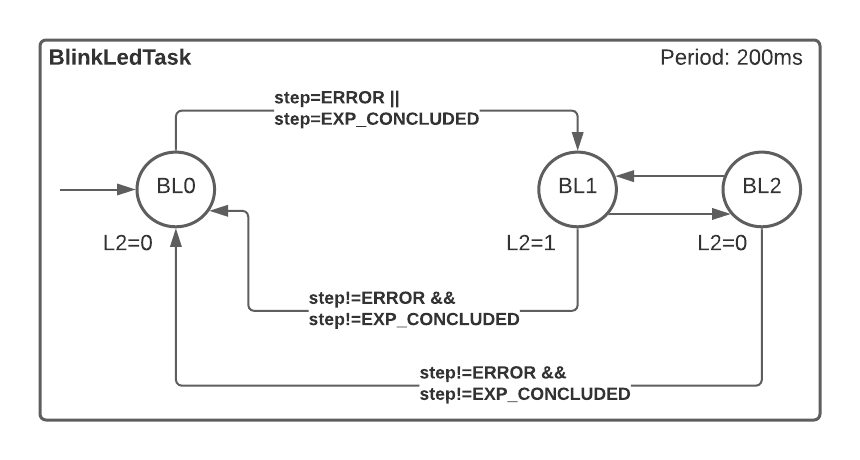 BlinkLedTask
Period: 200ms
step=ERROR ||
step=EXP_CONCLUDED
BL0
BL1
BL2
L2=0
L2=1
L2=0
step!=ERROR &&
step!=EXP_CONCLUDED
step!=ERROR &&
step!=EXP_CONCLUDED